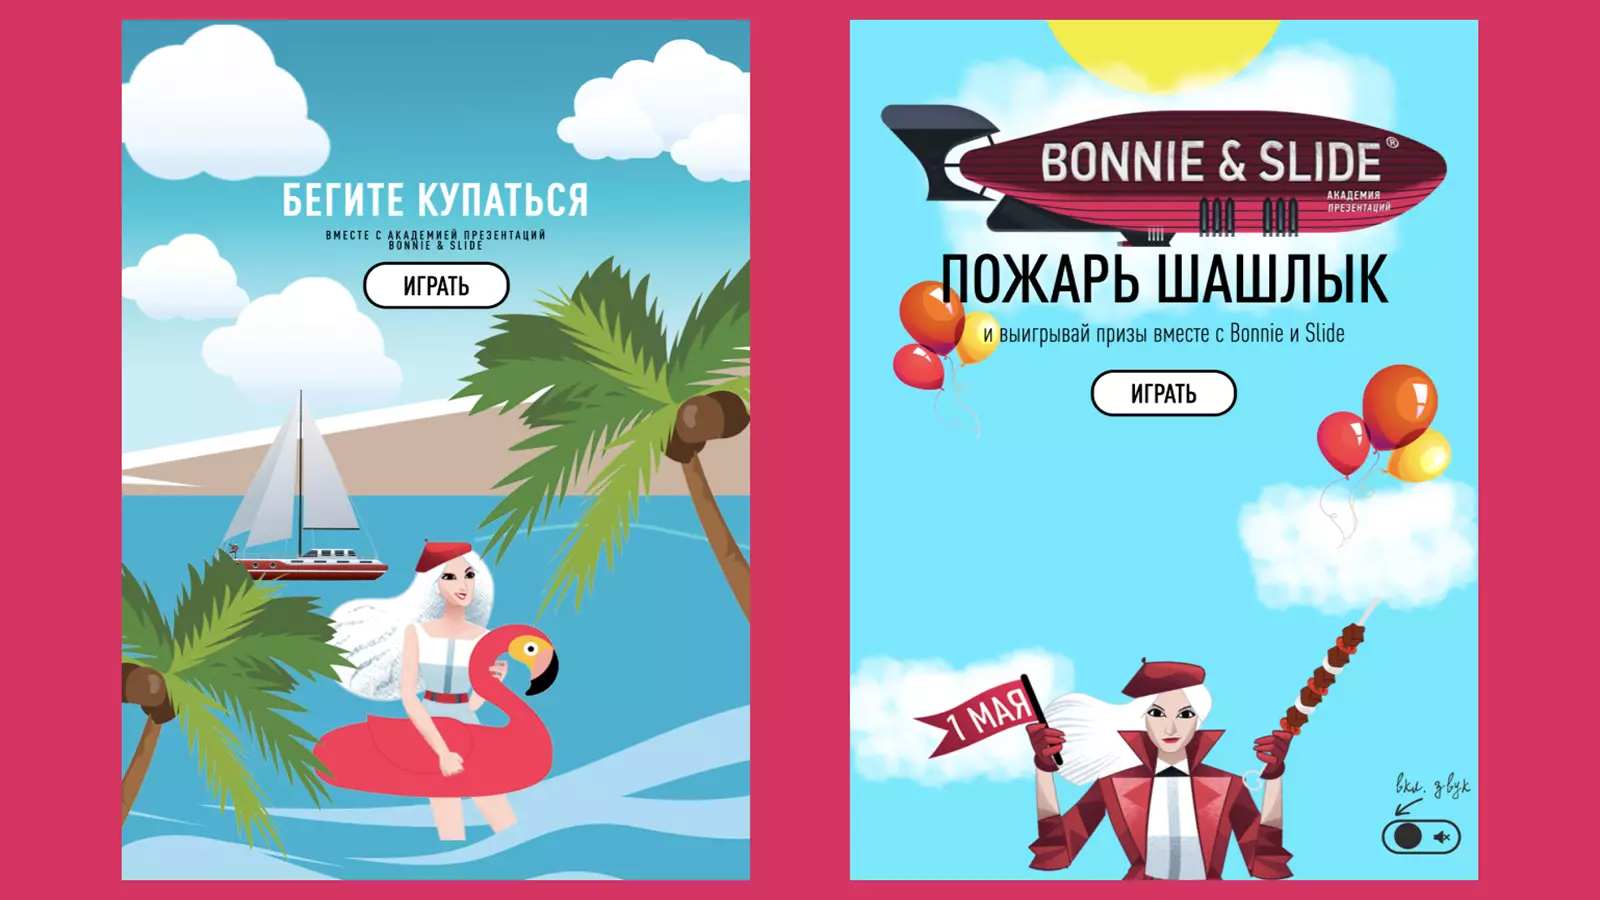 БЕГИТЕ КУПАТЬСЯ
ВМЕСТЕ С АКАДЕМИЕЙ ПРЕЗЕНТАЦИЙ
BONNIE & SLIDE
ИГРАТЬ
BONNIE & SLIDE®
АКАДЕМИЯ
ПРЕЗЕНТАЦИЙ
ПОЖАРЬ ШАШЛЫК
и выигрывай призы вместе с Bonnie и Slide
ИГРАТЬ
1 МАЯ
вкл. звук